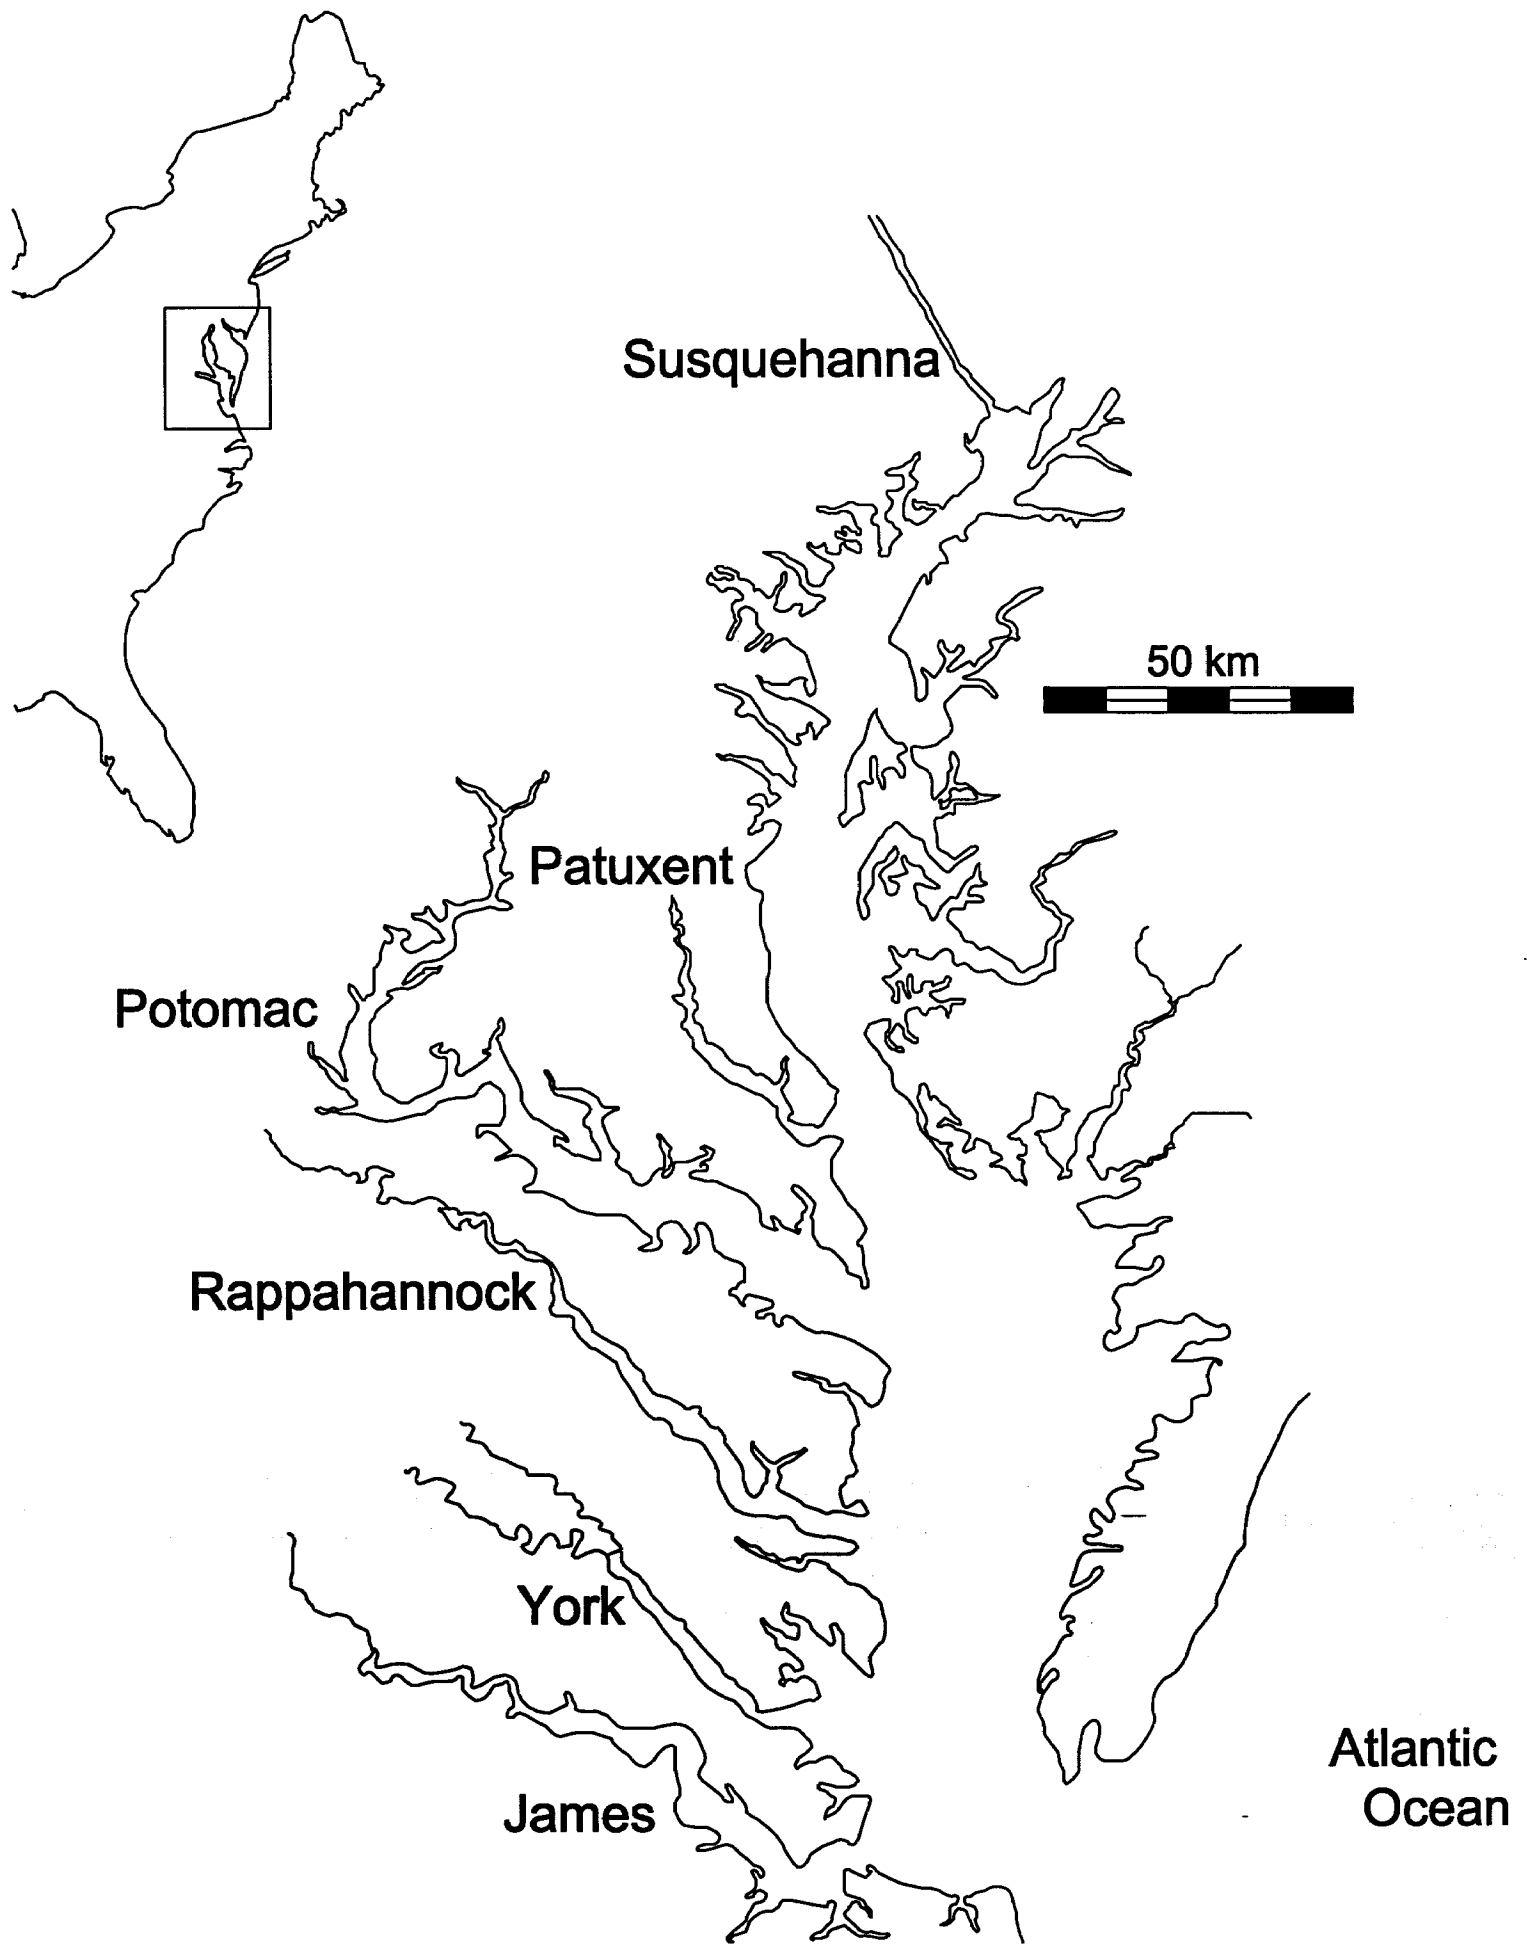 Susquehanna
50 km
Patuxent
Potomac
Rappahannock
York
James
Atlantic
Ocean